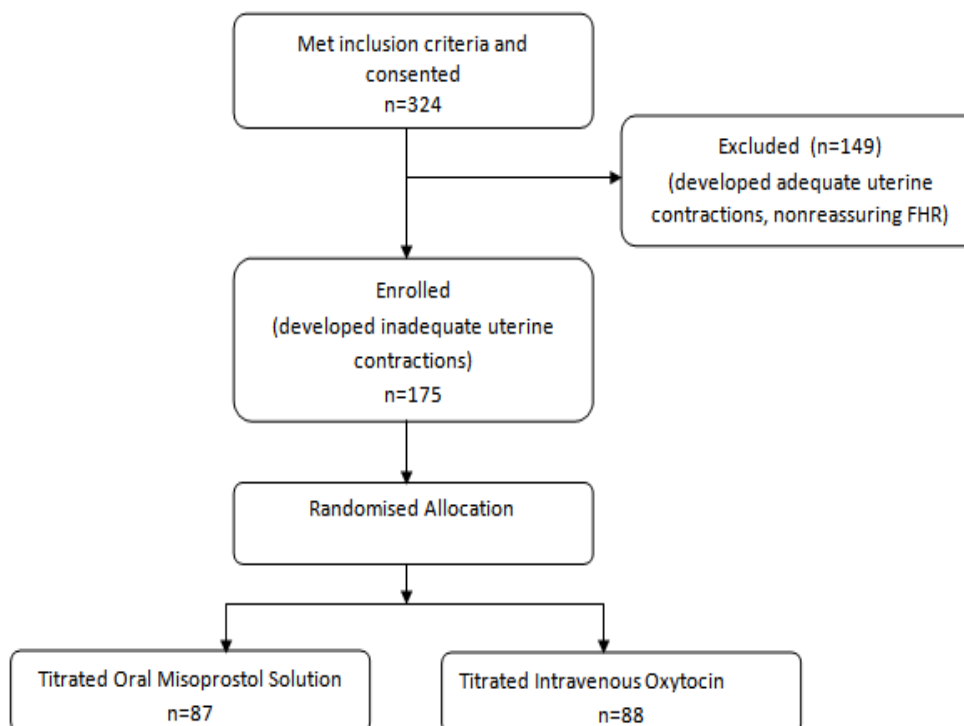 Met inclusion criteria and
consented
n=324
Excluded (n=149)
(developed adequate uterine
contractions, nonreassuring FHR)
Enrolled
(developed inadequate uterine
contractions)
n=175
Randomised Allocation
Titrated Oral Misoprostol Solution
n=87
Titrated Intravenous Oxytocin
n=88